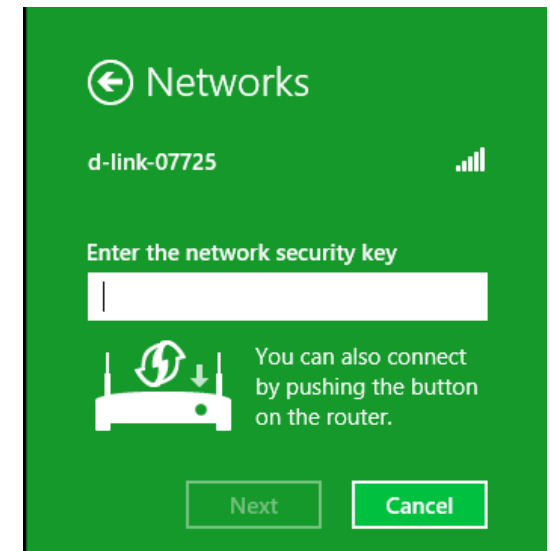 Networks
d-link-07725
Enter the network security key
You can also connect
by pushing the button
on the router.
Next
Cancel